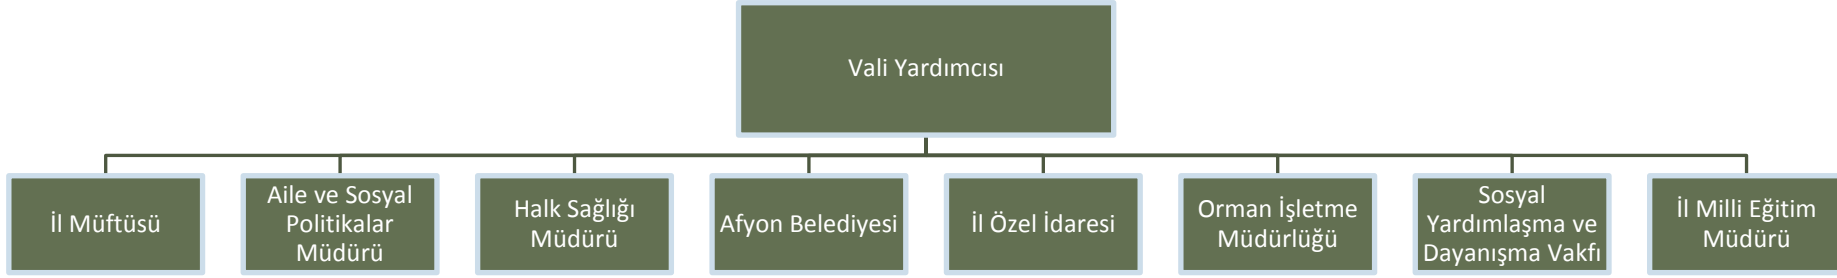 Vali Yardımcısı
İl Müftüsü
Aile ve Sosyal
Politikalar
Müdürü
Halk Sağlığı
Müdürü
Afyon Belediyesi
İl Özel İdaresi
Orman İşletme
Müdürlüğü
Sosyal
Yardımlaşma ve
Dayanışma Vakfı
İl Milli Eğitim
Müdürü